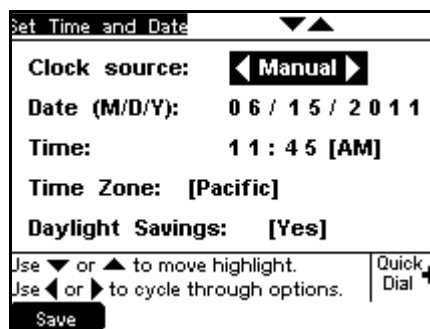 Set Time and Date ▼▲
Clock source: ◀ Manual ▶
Date (M/D/Y): 06/15/2011
Time: 11:45 [AM]
Time Zone: [Pacific]
Daylight Savings: [Yes]
Use ▼ or ▲ to move highlight.
Use ◀ or ▶ to cycle through options.
Quick
Dial
Save